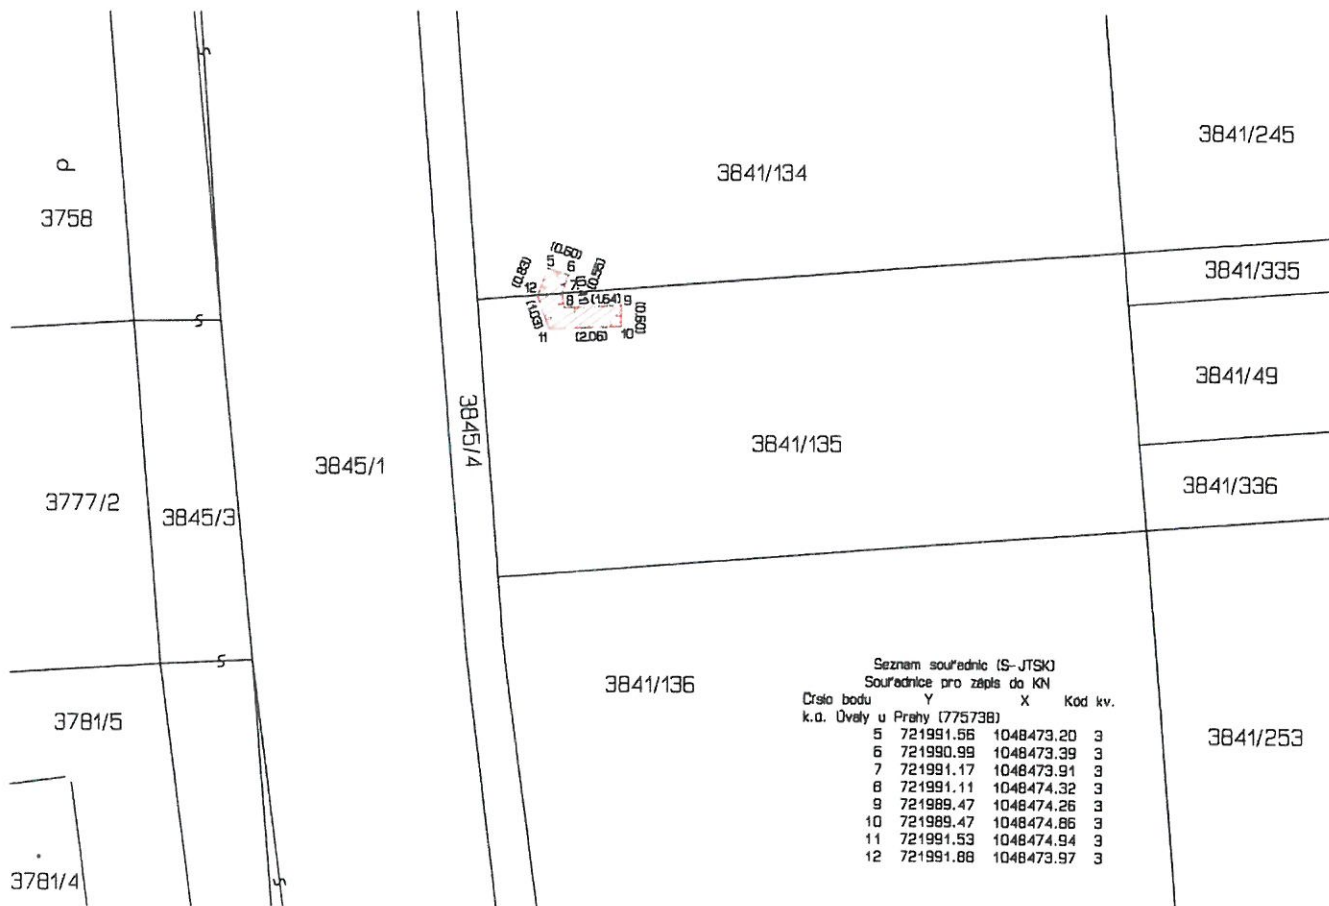 3841/245
3841/134
3758
3841/335
(0.60)
5
6
(0.83)
(0.55)
12
7
8
(1.64)
9
(0.60)
(1.03)
11
(2.06)
10
3841/49
3845/4
3841/135
3845/1
3841/336
3777/2
3845/3
3841/136
Seznam souřadnic (S-JTSK)
Souřadnice pro zápis do KN
Číslo bodu Y X Kód kv.
k.ú. Úvaly u Prahy (775738)
5 721991.56 1048473.20 3
6 721990.99 1048473.39 3
7 721991.17 1048473.91 3
8 721991.11 1048474.32 3
9 721989.47 1048474.26 3
10 721989.47 1048474.86 3
11 721991.53 1048474.94 3
12 721991.88 1048473.97 3
3781/5
3841/253
3781/4